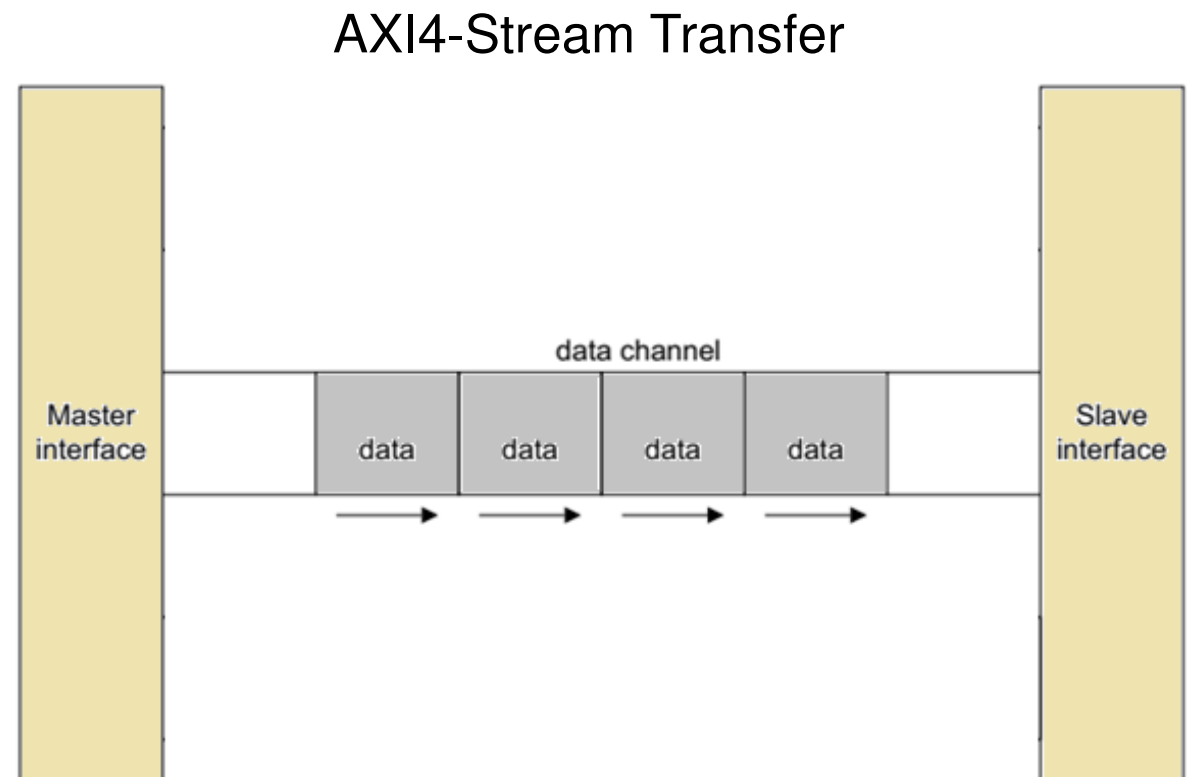 AXI4-Stream Transfer
data channel
Master
interface
data
data
data
data
Slave
interface